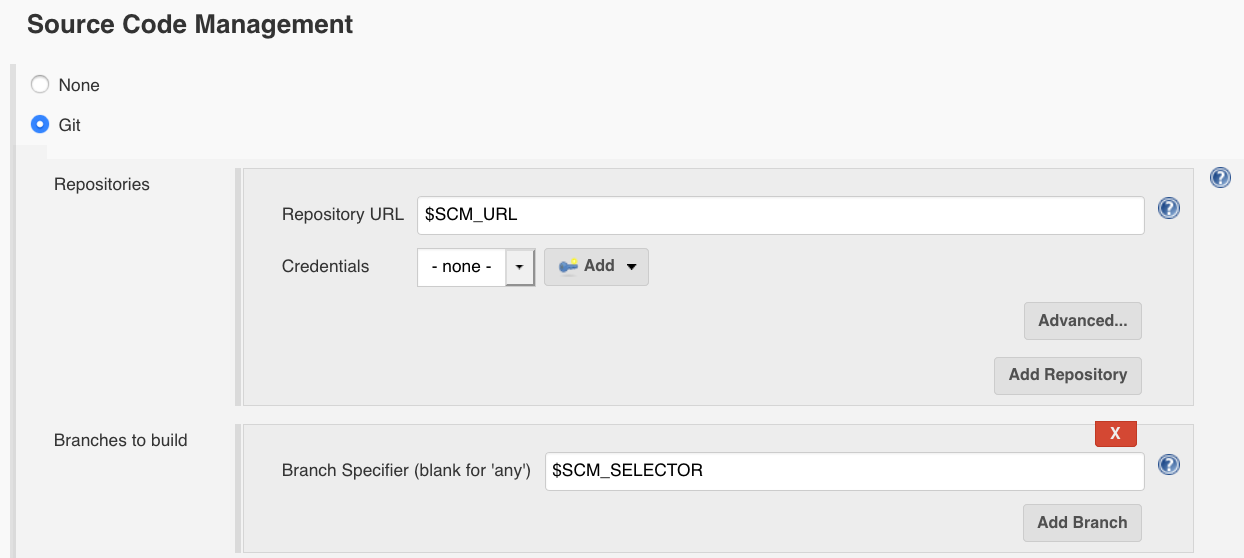 Source Code Management
None
Git
Repositories
?
Repository URL $SCM_URL ?
Credentials - none - Add
Advanced...
Add Repository
X
Branches to build
Branch Specifier (blank for 'any') $SCM_SELECTOR ?
Add Branch